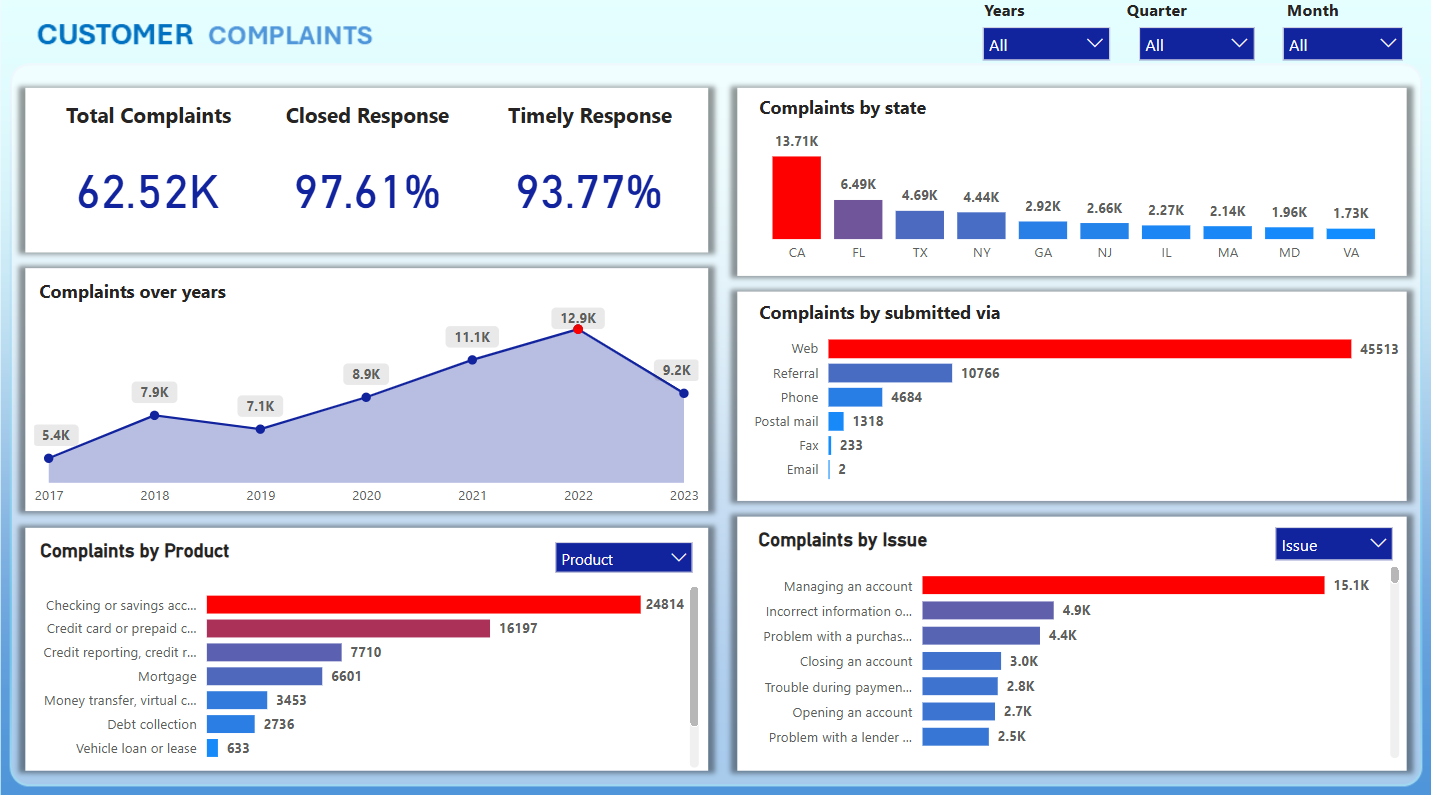 CUSTOMER COMPLAINTS
Years Quarter Month
All All All
Total Complaints Closed Response Timely Response
62.52K 97.61% 93.77%
Complaints by state
13.71K 6.49K 4.69K 4.44K 2.92K 2.66K 2.27K 2.14K 1.96K 1.73K
CA FL TX NY GA NJ IL MA MD VA
Complaints over years
5.4K 7.9K 7.1K 8.9K 11.1K 12.9K 9.2K
2017 2018 2019 2020 2021 2022 2023
Complaints by submitted via
Web 45513
Referral 10766
Phone 4684
Postal mail 1318
Fax 233
Email 2
Complaints by Product
Product
Checking or savings acc... 24814
Credit card or prepaid c... 16197
Credit reporting, credit r... 7710
Mortgage 6601
Money transfer, virtual c... 3453
Debt collection 2736
Vehicle loan or lease 633
Complaints by Issue
Issue
Managing an account 15.1K
Incorrect information o... 4.9K
Problem with a purchas... 4.4K
Closing an account 3.0K
Trouble during paymen... 2.8K
Opening an account 2.7K
Problem with a lender ... 2.5K